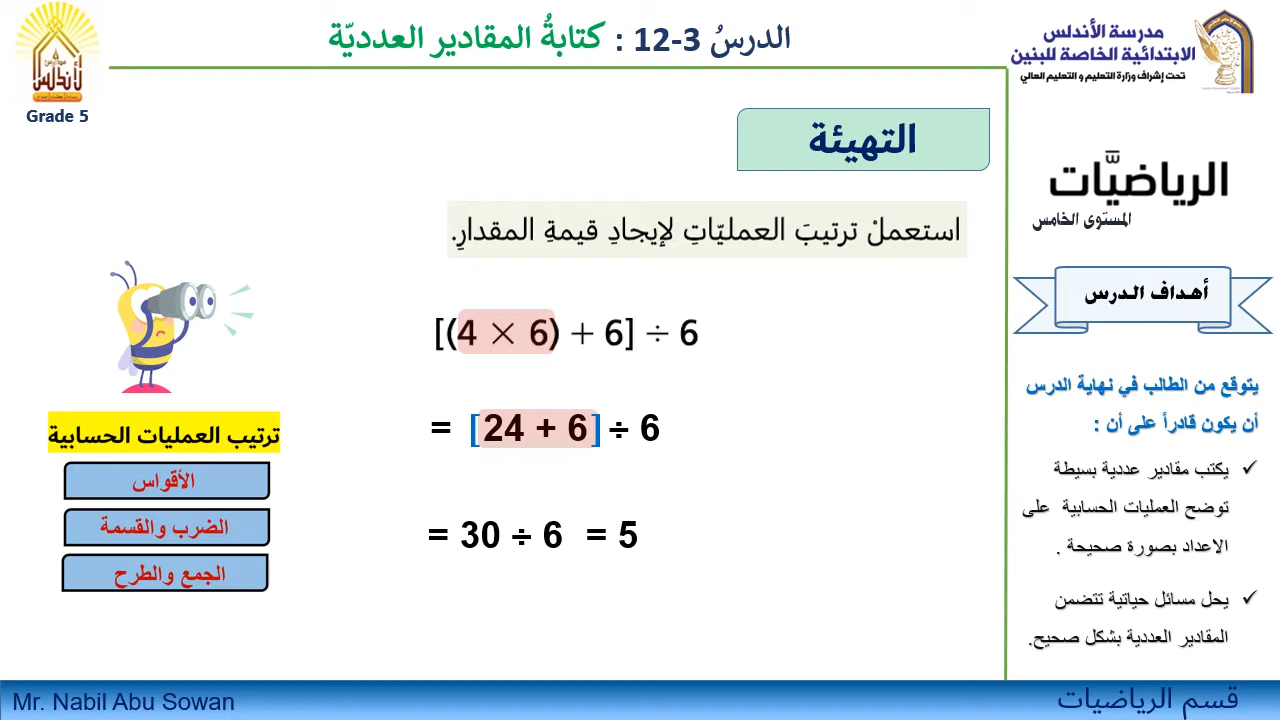 الدرسُ 3-12 : كتابةُ المقادير العدديّة
مدرسة الأندلس
الابتدائية الخاصة للبنين
تحت إشراف وزارة التعليم و التعليم العالي
Grade 5
التهيئة
الرياضيَّات
المستوى الخامس
استعملْ ترتيبَ العمليّاتِ لإيجادِ قيمةِ المقدارِ.
[(4 × 6) + 6] ÷ 6
= [24 + 6] ÷ 6
= 30 ÷ 6 = 5
ترتيب العمليات الحسابية
الأقواس
الضرب والقسمة
الجمع والطرح
أهداف الدرس
يتوقع من الطالب في نهاية الدرس
أن يكون قادراً على أن :
✓ يكتب مقادير عددية بسيطة
توضح العمليات الحسابية على
الاعداد بصورة صحيحة .
✓ يحل مسائل حياتية تتضمن
المقادير العددية بشكل صحيح.
Mr. Nabil Abu Sowan
قسم الرياضيات